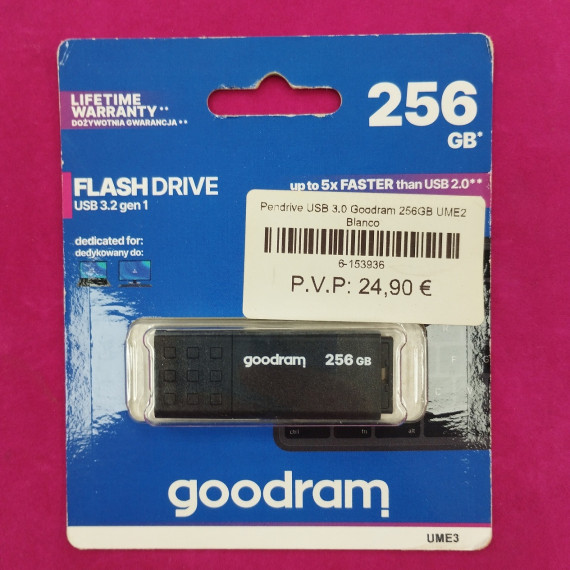 LIFETIME
WARRANTY**
DOŻYWOTNIA GWARANCJA**
256
GB*
FLASH DRIVE
USB 3.2 gen 1
up to 5x FASTER than USB 2.0**
dedicated for:
dedykowany do:
Pendrive USB 3.0 Goodram 256GB UME2
Blanco
6-153936
P.V.P: 24,90 €
goodram 256 GB
goodram
UME3